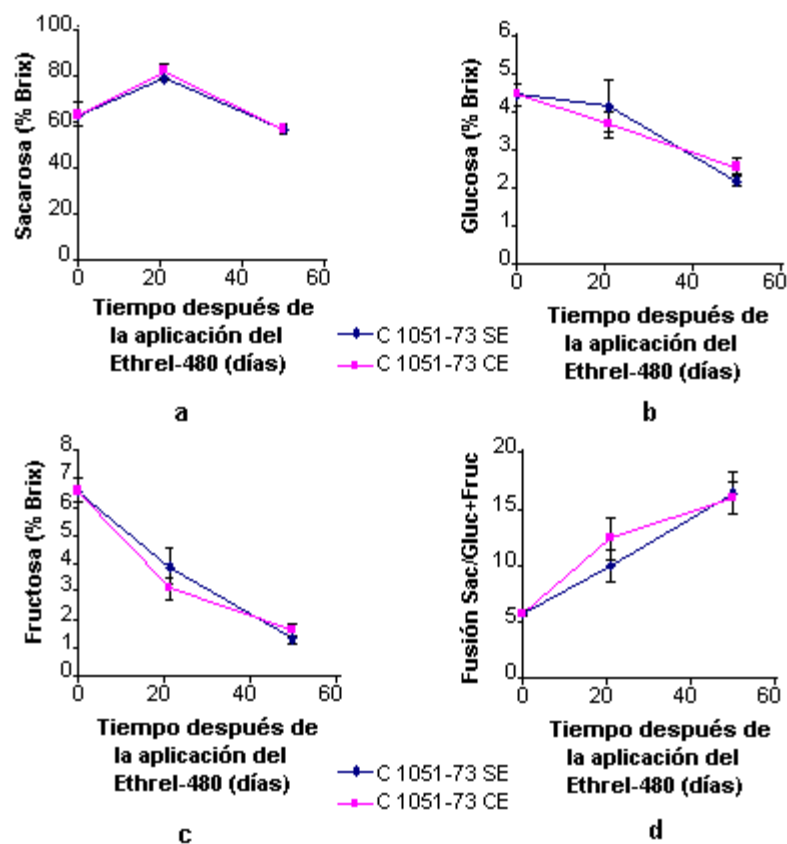 Sacarosa (% Brix)
100
80
60
40
20
0
0 20 40 60
Tiempo después de
la aplicación del
Ethrel-480 (días)
a
Glucosa (% Brix)
6
5
4
3
2
1
0
0 20 40 60
Tiempo después de
la aplicación del
Ethrel-480 (días)
b
C 1051-73 SE
C 1051-73 CE
Fructosa (% Brix)
8
7
6
5
4
3
2
1
0
0 20 40 60
Tiempo después de
la aplicación del
Ethrel-480 (días)
c
Fusión Sac/Gluc+Fruc
20
15
10
5
0
0 20 40 60
Tiempo después de
la aplicación del
Ethrel-480 (días)
d
C 1051-73 SE
C 1051-73 CE